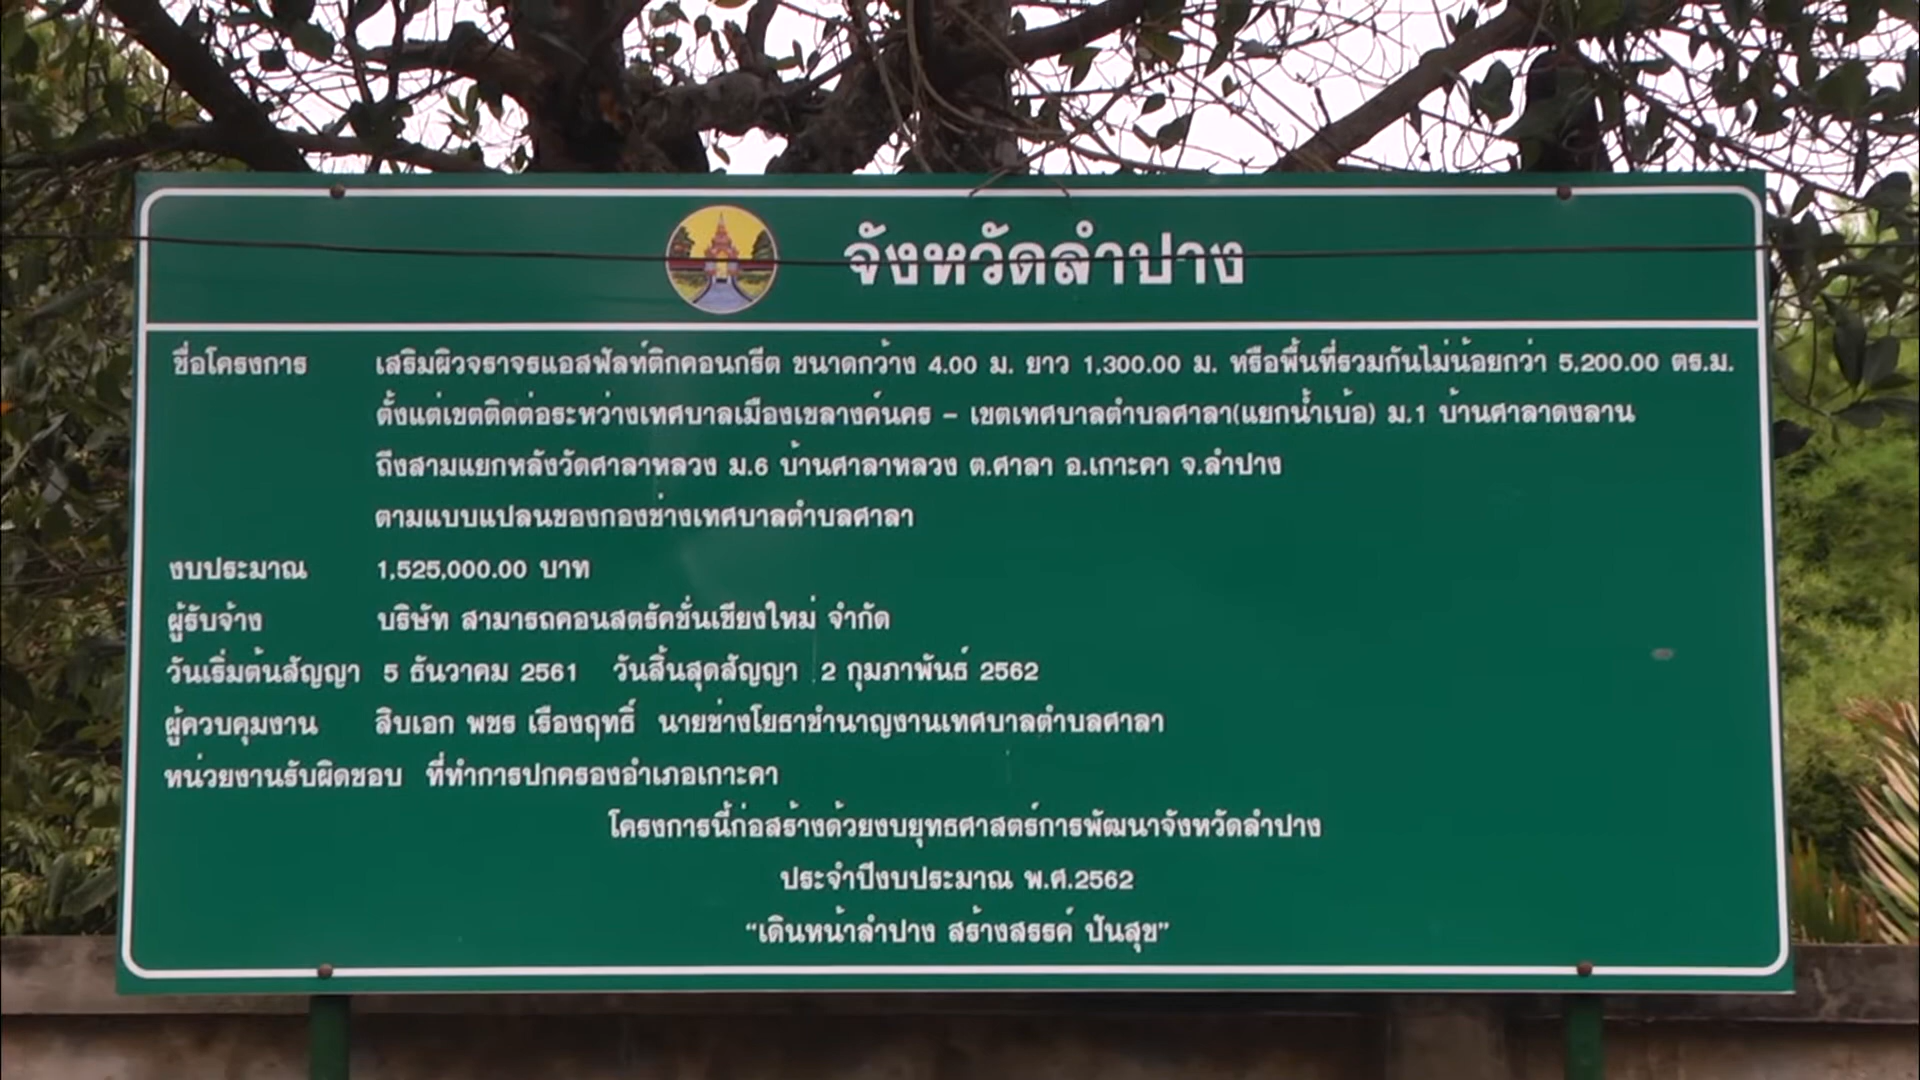 จังหวัดลำปาง
ชื่อโครงการ เสริมผิวจราจรแอสฟัลท์ติกคอนกรีต ขนาดกว้าง 4.00 ม. ยาว 1,300.00 ม. หรือพื้นที่รวมกันไม่น้อยกว่า 5,200.00 ตร.ม.
ตั้งแต่เขตติดต่อระหว่างเทศบาลเมืองเขลางค์นคร - เขตเทศบาลตำบลศาลา(แยกน้ำเบ้อ) ม.1 บ้านศาลาดงลาน
ถึงสามแยกหลังวัดศาลาหลวง ม.6 บ้านศาลาหลวง ต.ศาลา อ.เกาะคา จ.ลำปาง
ตามแบบแปลนของกองช่างเทศบาลตำบลศาลา
งบประมาณ 1,525,000.00 บาท
ผู้รับจ้าง บริษัท สามารถคอนสตรัคชั่นเชียงใหม่ จำกัด
วันเริ่มต้นสัญญา 5 ธันวาคม 2561 วันสิ้นสุดสัญญา 2 กุมภาพันธ์ 2562
ผู้ควบคุมงาน สิบเอก พชร เรืองฤทธิ์ นายช่างโยธาชำนาญงานเทศบาลตำบลศาลา
หน่วยงานรับผิดชอบ ที่ทำการปกครองอำเภอเกาะคา
โครงการนี้ก่อสร้างด้วยงบยุทธศาสตร์การพัฒนาจังหวัดลำปาง
ประจำปีงบประมาณ พ.ศ.2562
“เดินหน้าลำปาง สร้างสรรค์ ปันสุข”